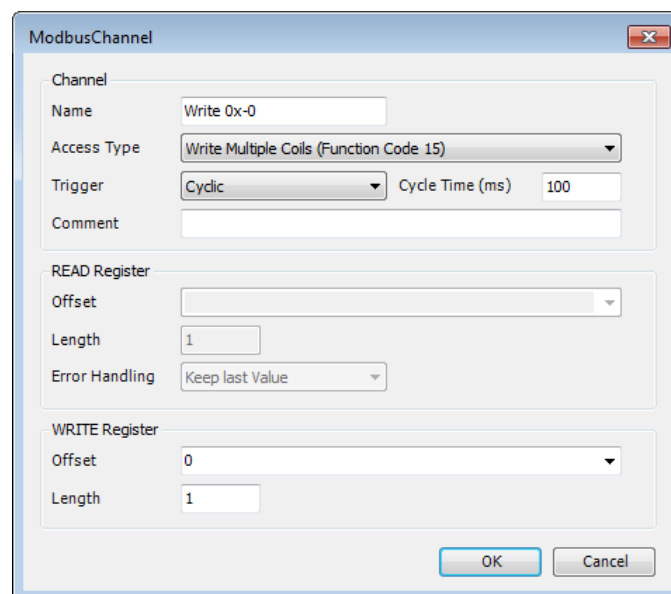 ModbusChannel
Channel
Name Write 0x-0
Access Type Write Multiple Coils (Function Code 15)
Trigger Cyclic Cycle Time (ms) 100
Comment
READ Register
Offset
Length 1
Error Handling Keep last Value
WRITE Register
Offset 0
Length 1
OK Cancel